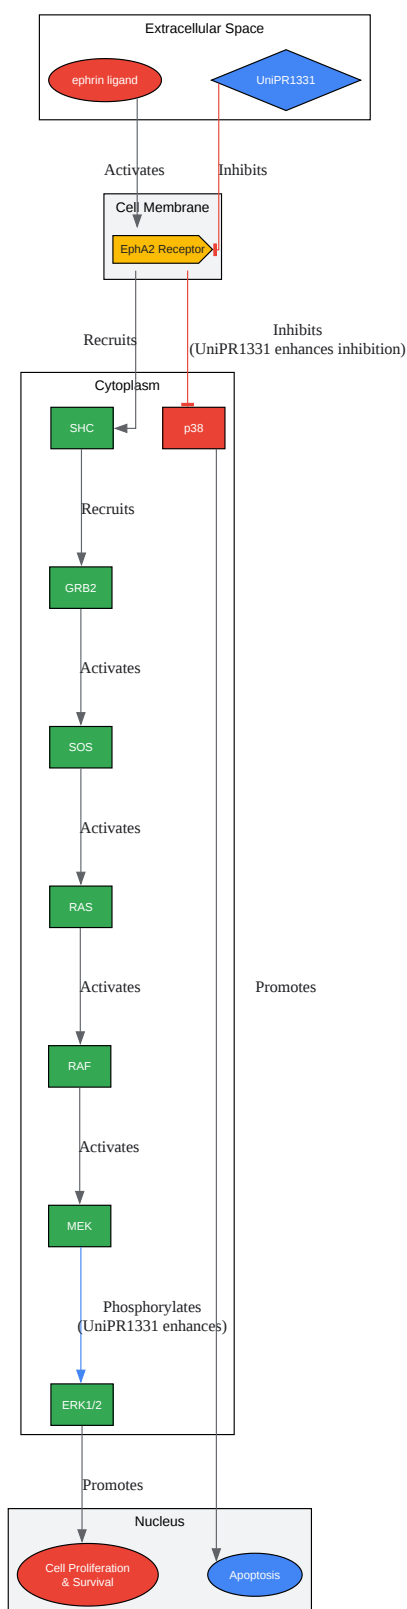 Extracellular Space
ephrin ligand
UniPR1331
Activates
Inhibits
Cell Membrane
EphA2 Receptor
Recruits
Inhibits
(UniPR1331 enhances inhibition)
Cytoplasm
SHC
p38
Recruits
GRB2
Activates
SOS
Activates
RAS
Activates
Promotes
RAF
Activates
MEK
Phosphorylates
(UniPR1331 enhances)
ERK1/2
Promotes
Nucleus
Cell Proliferation
& Survival
Apoptosis